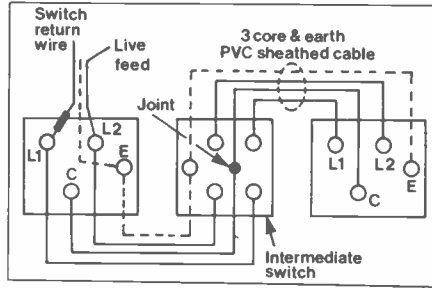 Switch
return
wire
Live
feed
3 core & earth
PVC sheathed cable
Joint
L1
L2
E
C
L1
L2
E
C
Intermediate
switch